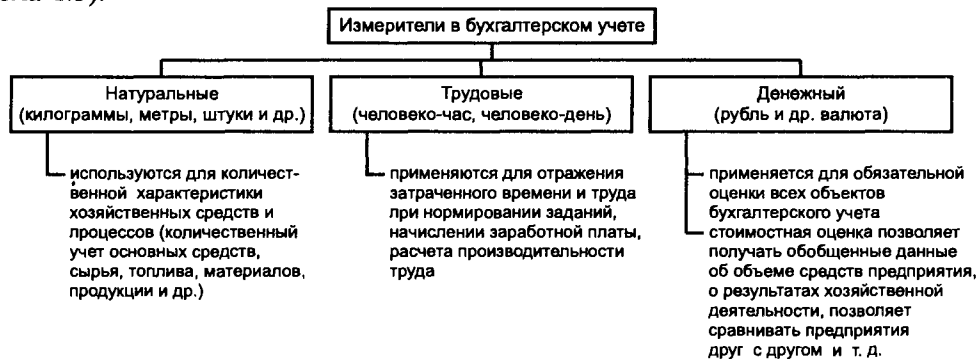 Измерители в бухгалтерском учете
Натуральные
(килограммы, метры, штуки и др.)
Трудовые
(человеко-час, человеко-день)
Денежный
(рубль и др. валюта)
используются для количест-
венной характеристики
хозяйственных средств и
процессов (количественный
учет основных средств,
сырья, топлива, материалов,
продукции и др.)
применяются для отражения
затраченного времени и труда
при нормировании заданий,
начислении заработной платы,
расчета производительности
труда
применяется для обязательной
оценки всех объектов
бухгалтерского учета
стоимостная оценка позволяет
получать обобщенные данные
об объеме средств предприятия,
о результатах хозяйственной
деятельности, позволяет
сравнивать предприятия
друг с другом и т. д.